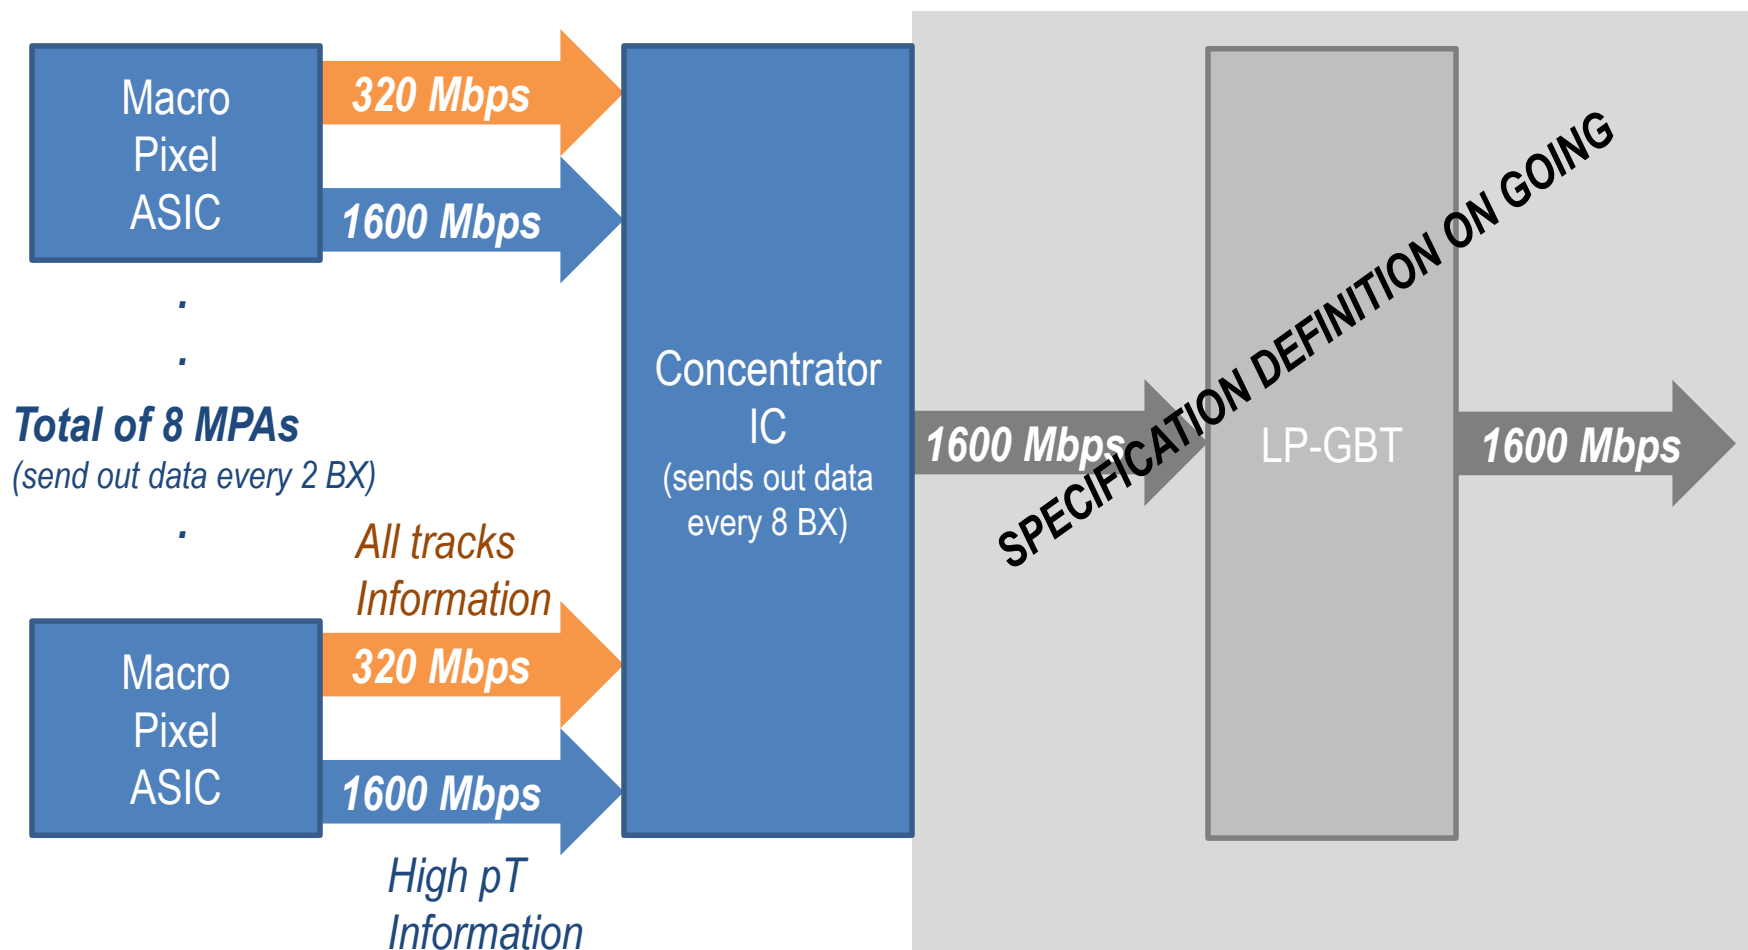 Macro
Pixel
ASIC
320 Mbps
1600 Mbps
.
.
Total of 8 MPAs
(send out data every 2 BX)
.
All tracks
Information
Macro
Pixel
ASIC
320 Mbps
1600 Mbps
High pT
Information
Concentrator
IC
(sends out data
every 8 BX)
1600 Mbps
LP-GBT
1600 Mbps
SPECIFICATION DEFINITION ON GOING